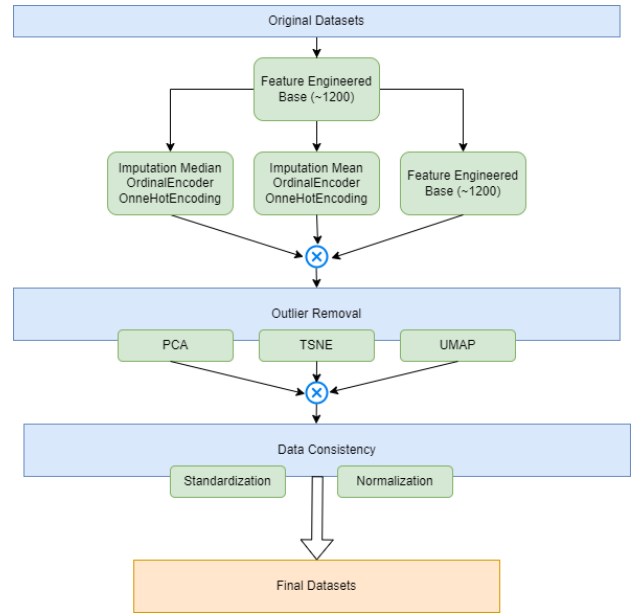 Original Datasets
Feature Engineered
Base (~1200)
Imputation Median
OrdinalEncoder
OnneHotEncoding
Imputation Mean
OrdinalEncoder
OnneHotEncoding
Feature Engineered
Base (~1200)
Outlier Removal
PCA
TSNE
UMAP
Data Consistency
Standardization
Normalization
Final Datasets